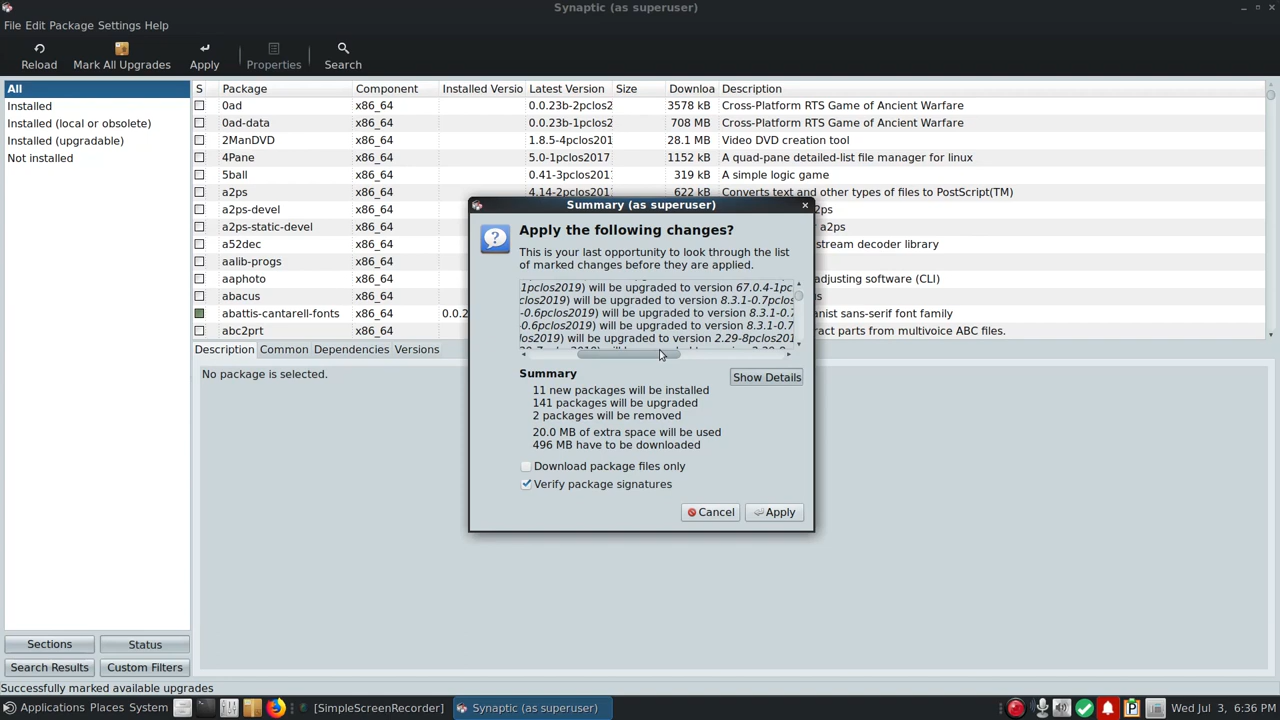 Synaptic (as superuser)
File Edit Package Settings Help
Reload Mark All Upgrades Apply Properties Search
S Package Component Installed Versio Latest Version Size Downloa Description
All
Installed
Installed (local or obsolete)
Installed (upgradable)
Not installed
0ad x86_64 0.0.23b-2pclos2 3578 kB Cross-Platform RTS Game of Ancient Warfare
0ad-data x86_64 0.0.23b-1pclos2 708 MB Cross-Platform RTS Game of Ancient Warfare
2ManDVD x86_64 1.8.5-4pclos201 28.1 MB Video DVD creation tool
4Pane x86_64 5.0-1pclos2017 1152 kB A quad-pane detailed-list file manager for linux
5ball x86_64 0.41-3pclos201 319 kB A simple logic game
a2ps x86_64 4.14-2pclos201 622 kB Converts text and other types of files to PostScript(TM)
a2ps-devel x86_64 2ps
a2ps-static-devel x86_64 a2ps
a52dec x86_64 stream decoder library
aalib-progs x86_64
aaphoto x86_64 adjusting software (CLI)
abacus x86_64 us
abattis-cantarell-fonts x86_64 0.0.2 anist sans-serif font family
abc2prt x86_64 ract parts from multivoice ABC files.
Summary (as superuser)
Apply the following changes?
This is your last opportunity to look through the list
of marked changes before they are applied.
1pclos2019) will be upgraded to version 67.0.4-1pc
clos2019) will be upgraded to version 8.3.1-0.7pclos
-0.6pclos2019) will be upgraded to version 8.3.1-0.7
-0.6pclos2019) will be upgraded to version 8.3.1-0.7
los2019) will be upgraded to version 2.29-8pclos201
Summary
Show Details
11 new packages will be installed
141 packages will be upgraded
2 packages will be removed
20.0 MB of extra space will be used
496 MB have to be downloaded
Download package files only
Verify package signatures
Cancel Apply
Description Common Dependencies Versions
No package is selected.
Sections Status
Search Results Custom Filters
Successfully marked available upgrades
Applications Places System [SimpleScreenRecorder] Synaptic (as superuser) Wed Jul 3, 6:36 PM